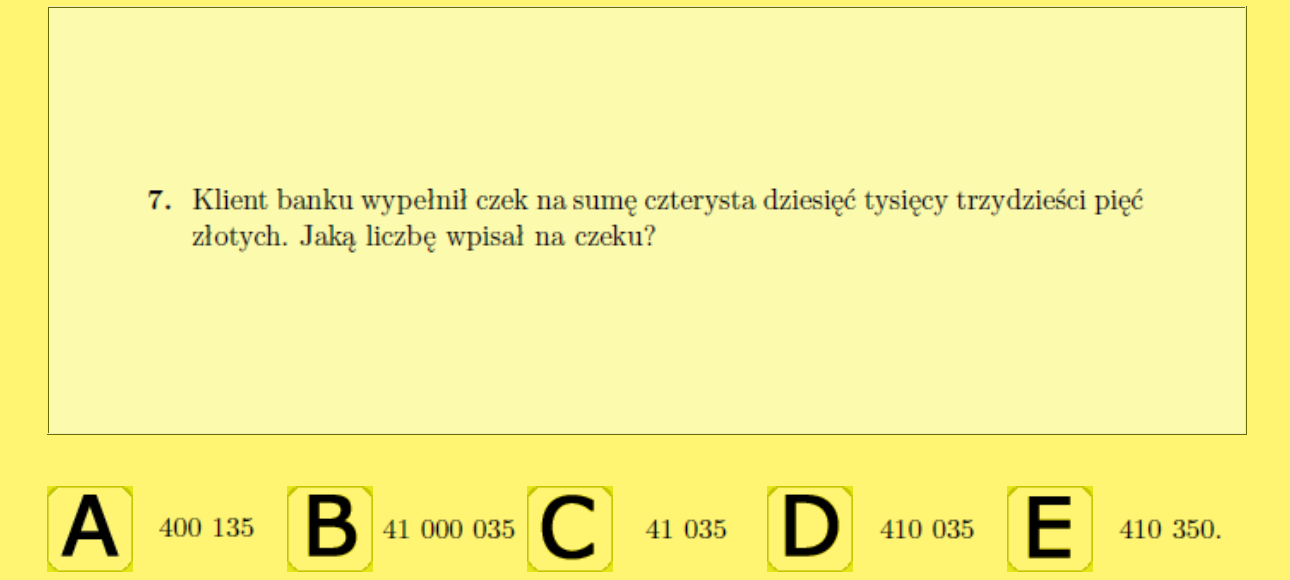 7. Klient banku wypełnił czek na sumę czterysta dziesięć tysięcy trzydzieści pięć
złotych. Jaką liczbę wpisał na czeku?
A 400 135 B 41 000 035 C 41 035 D 410 035 E 410 350.